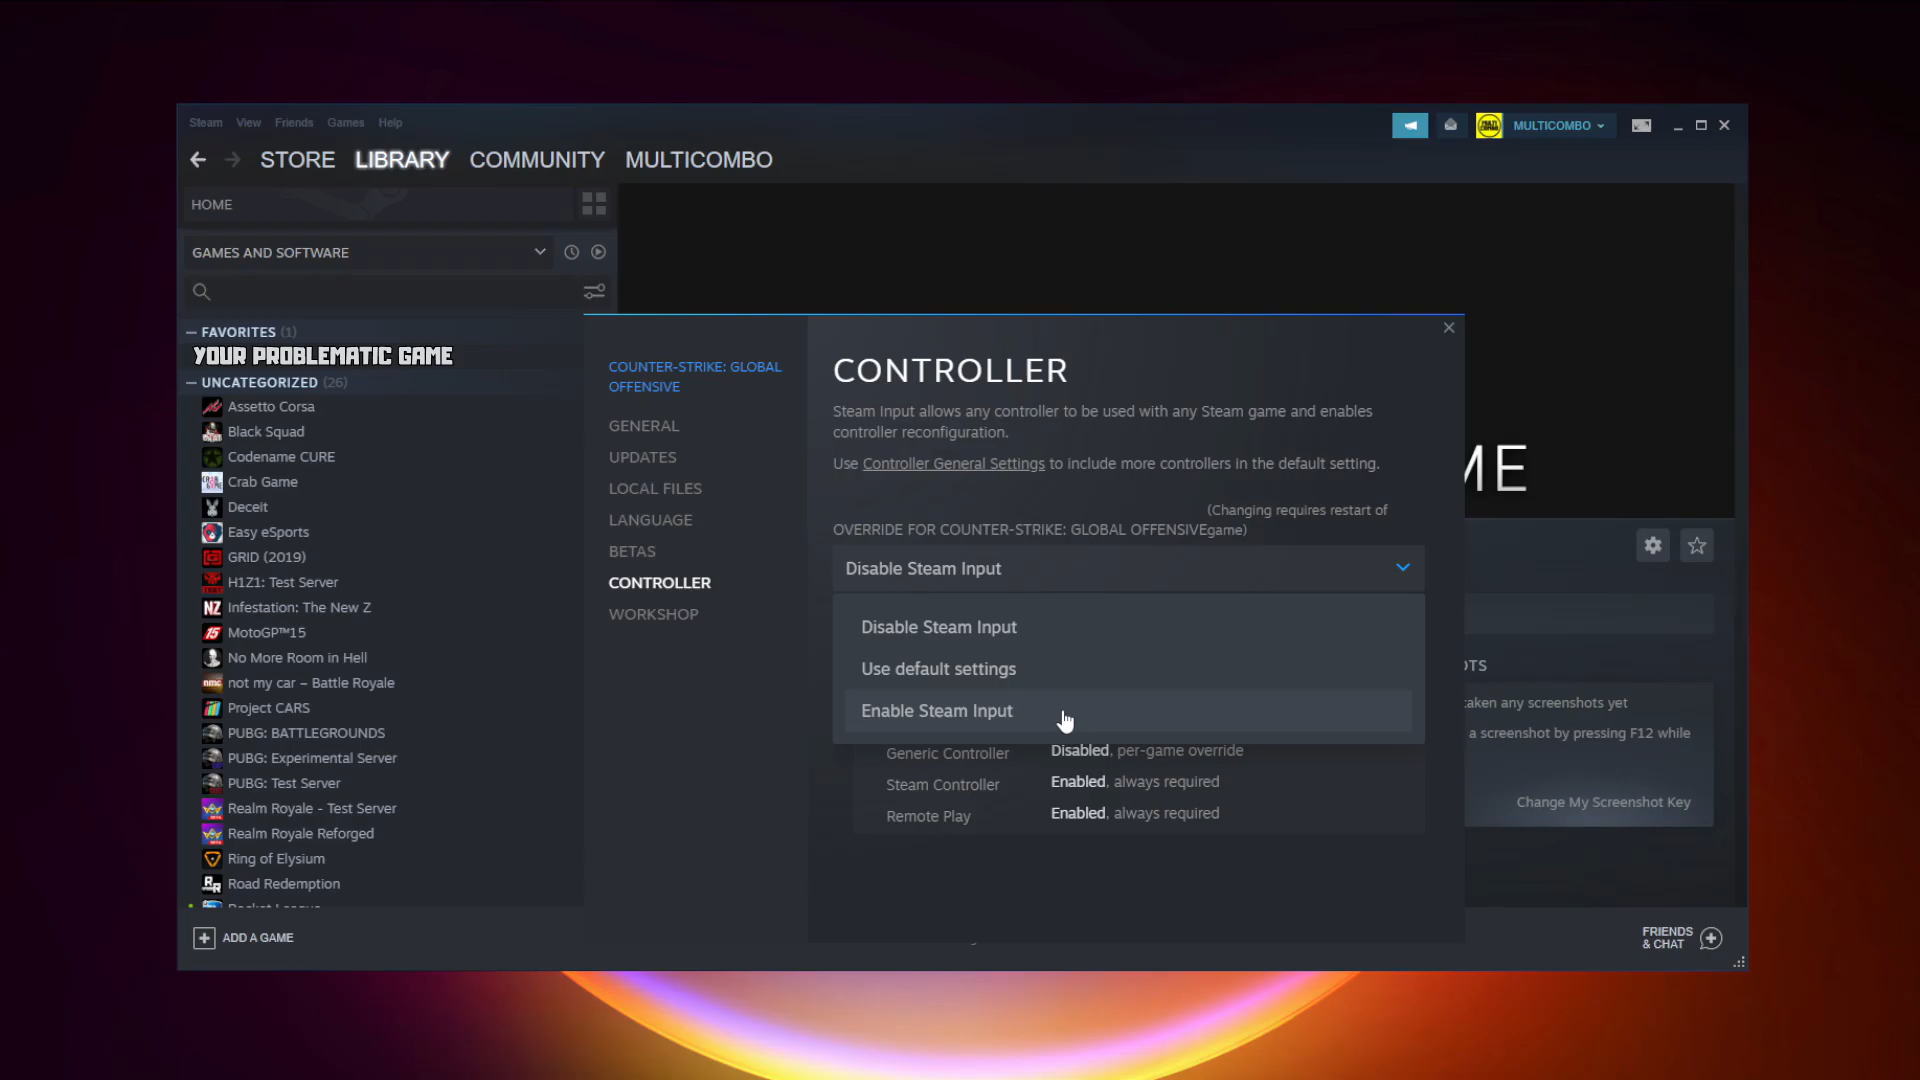 Steam View Friends Games Help
MULTICOMBO
STORE LIBRARY COMMUNITY MULTICOMBO
HOME
GAMES AND SOFTWARE
FAVORITES (1)
YOUR PROBLEMATIC GAME
UNCATEGORIZED (26)
Assetto Corsa
Black Squad
Codename CURE
Crab Game
Deceit
Easy eSports
GRID (2019)
H1Z1: Test Server
Infestation: The New Z
MotoGP™15
No More Room in Hell
not my car – Battle Royale
Project CARS
PUBG: BATTLEGROUNDS
PUBG: Experimental Server
PUBG: Test Server
Realm Royale - Test Server
Realm Royale Reforged
Ring of Elysium
Road Redemption
ADD A GAME
COUNTER-STRIKE: GLOBAL
OFFENSIVE
GENERAL
UPDATES
LOCAL FILES
LANGUAGE
BETAS
CONTROLLER
WORKSHOP
CONTROLLER
Steam Input allows any controller to be used with any Steam game and enables
controller reconfiguration.
Use Controller General Settings to include more controllers in the default setting.
(Changing requires restart of
OVERRIDE FOR COUNTER-STRIKE: GLOBAL OFFENSIVEgame)
Disable Steam Input
Disable Steam Input
Use default settings
Enable Steam Input
Generic Controller Disabled, per-game override
Steam Controller Enabled, always required
Remote Play Enabled, always required
ME
OTS
taken any screenshots yet
a screenshot by pressing F12 while
Change My Screenshot Key
FRIENDS
& CHAT